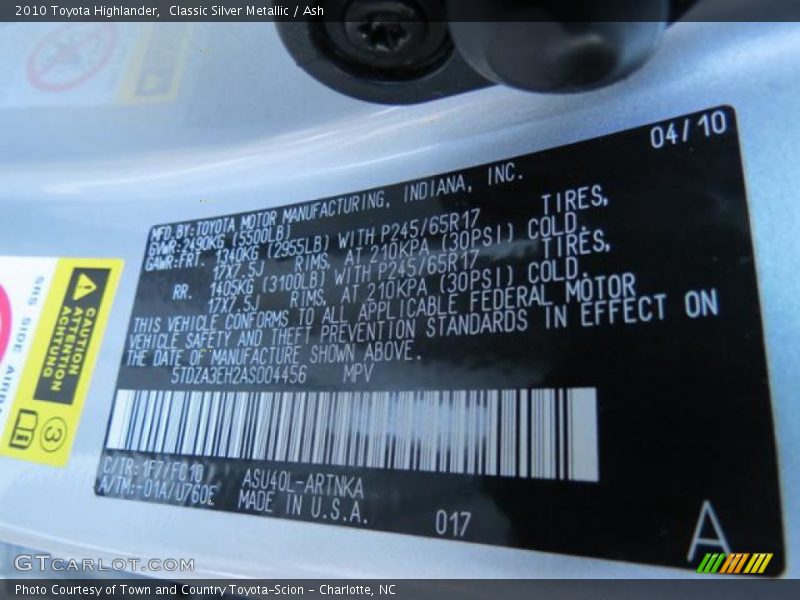 2010 Toyota Highlander, Classic Silver Metallic / Ash
04/10
MFD.BY:TOYOTA MOTOR MANUFACTURING, INDIANA, INC.
GVWR:2490KG (5500LB)
GAWR:FRT. 1340KG (2955LB) WITH P245/65R17 TIRES,
17X7.5J RIMS, AT 210KPA (30PSI) COLD.
RR. 1405KG (3100LB) WITH P245/65R17 TIRES,
17X7.5J RIMS, AT 210KPA (30PSI) COLD.
THIS VEHICLE CONFORMS TO ALL APPLICABLE FEDERAL MOTOR
VEHICLE SAFETY AND THEFT PREVENTION STANDARDS IN EFFECT ON
THE DATE OF MANUFACTURE SHOWN ABOVE.
5TDZA3EH2AS004456 MPV
C/TR:1F7/FC10
A/TM:-01A/U760E
ASU40L-ARTNKA
MADE IN U.S.A.
017
A
CAUTION
ATTENTION
ACHTUNG
3
SRS SIDE AIRBA
GTCARLOT.COM
Photo Courtesy of Town and Country Toyota-Scion - Charlotte, NC